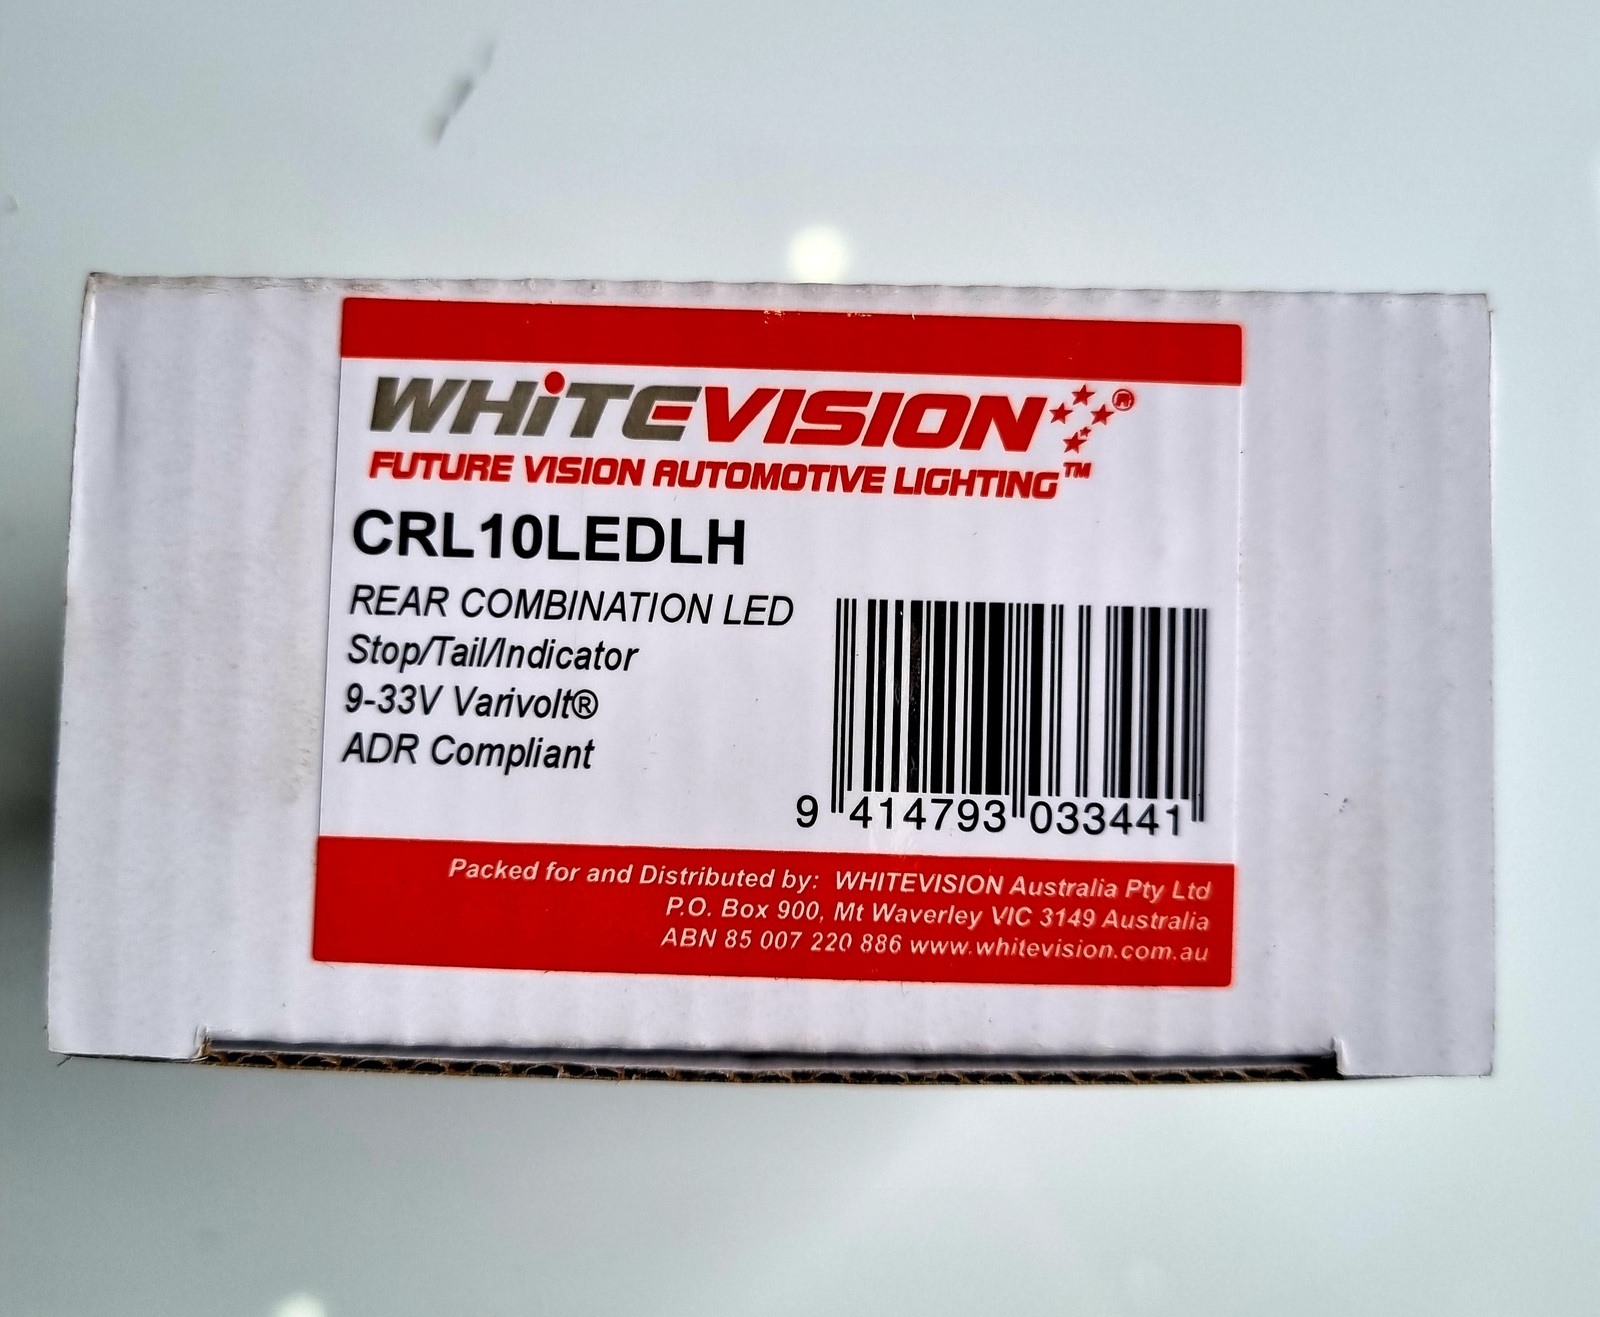 WHiTEVISION®
FUTURE VISION AUTOMOTIVE LIGHTING™
CRL10LEDLH
REAR COMBINATION LED
Stop/Tail/Indicator
9-33V Varivolt®
ADR Compliant
9 414793 033441
Packed for and Distributed by: WHITEVISION Australia Pty Ltd
P.O. Box 900, Mt Waverley VIC 3149 Australia
ABN 85 007 220 886 www.whitevision.com.au